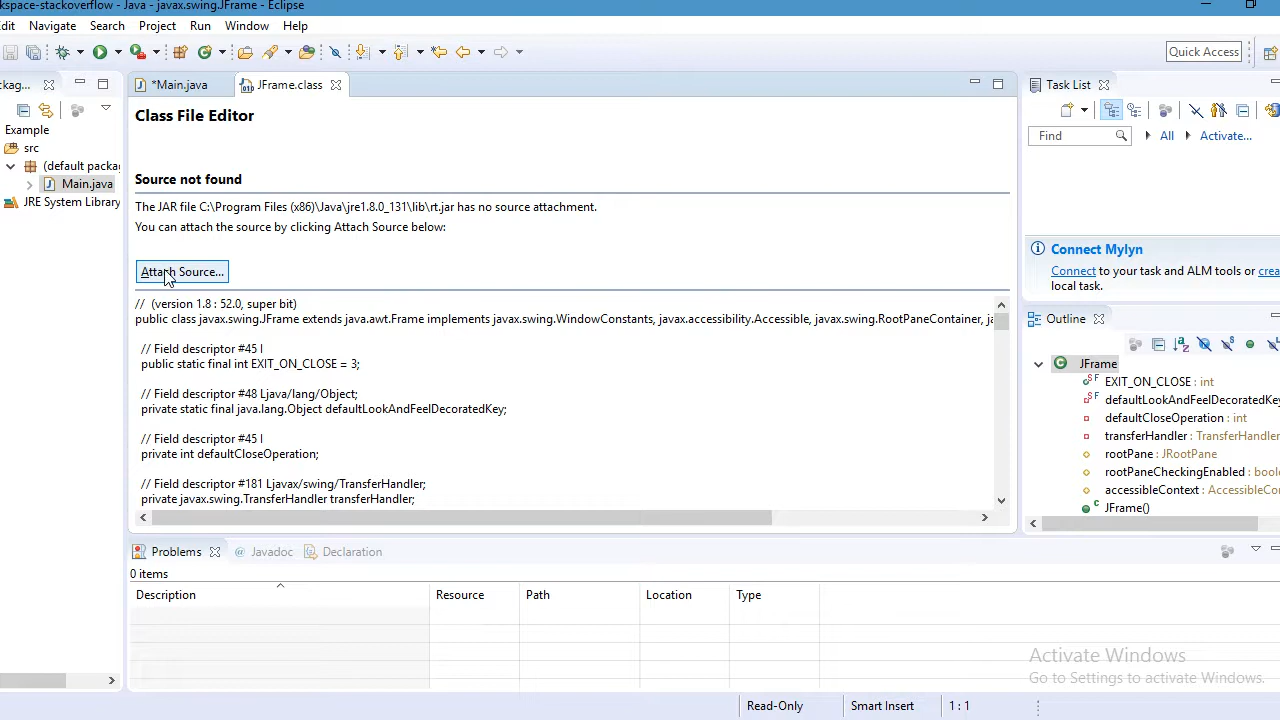 kspace-stackoverflow - Java - javax.swing.JFrame - Eclipse
dit Navigate Search Project Run Window Help
Quick Access
ckag...
*Main.java
JFrame.class
Task List
Class File Editor
Example
src
(default packa
Main.java
JRE System Library
Find
All
Activate...
Source not found
The JAR file C:\Program Files (x86)\Java\jre1.8.0_131\lib\rt.jar has no source attachment.
You can attach the source by clicking Attach Source below:
Attach Source...
Connect Mylyn
Connect to your task and ALM tools or crea
local task.
// (version 1.8 : 52.0, super bit)
public class javax.swing.JFrame extends java.awt.Frame implements javax.swing.WindowConstants, javax.accessibility.Accessible, javax.swing.RootPaneContainer, ja
// Field descriptor #45 I
public static final int EXIT_ON_CLOSE = 3;
// Field descriptor #48 Ljava/lang/Object;
private static final java.lang.Object defaultLookAndFeelDecoratedKey;
// Field descriptor #45 I
private int defaultCloseOperation;
// Field descriptor #181 Ljavax/swing/TransferHandler;
private javax.swing.TransferHandler transferHandler;
Outline
JFrame
EXIT_ON_CLOSE : int
defaultLookAndFeelDecoratedKey
defaultCloseOperation : int
transferHandler : TransferHandler
rootPane : JRootPane
rootPaneCheckingEnabled : boole
accessibleContext : AccessibleCo
JFrame()
Problems
@ Javadoc
Declaration
0 items
Description
Resource
Path
Location
Type
Activate Windows
Go to Settings to activate Windows.
Read-Only
Smart Insert
1 : 1